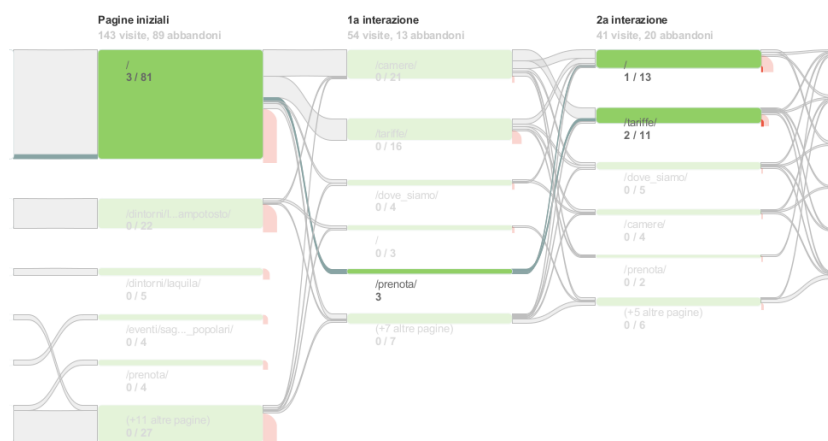 Pagine iniziali
143 visite, 89 abbandoni
/
3 / 81
/dintorni/l...ampotosto/
0 / 22
/dintorni/laquila/
0 / 5
/eventi/sag..._popolari/
0 / 4
/prenota/
0 / 4
(+11 altre pagine)
0 / 27
1a interazione
54 visite, 13 abbandoni
/camere/
0 / 21
/tariffe/
0 / 16
/dove_siamo/
0 / 4
/
0 / 3
/prenota/
3
(+7 altre pagine)
0 / 7
2a interazione
41 visite, 20 abbandoni
/
1 / 13
/tariffe/
2 / 11
/dove_siamo/
0 / 5
/camere/
0 / 4
/prenota/
0 / 2
(+5 altre pagine)
0 / 6